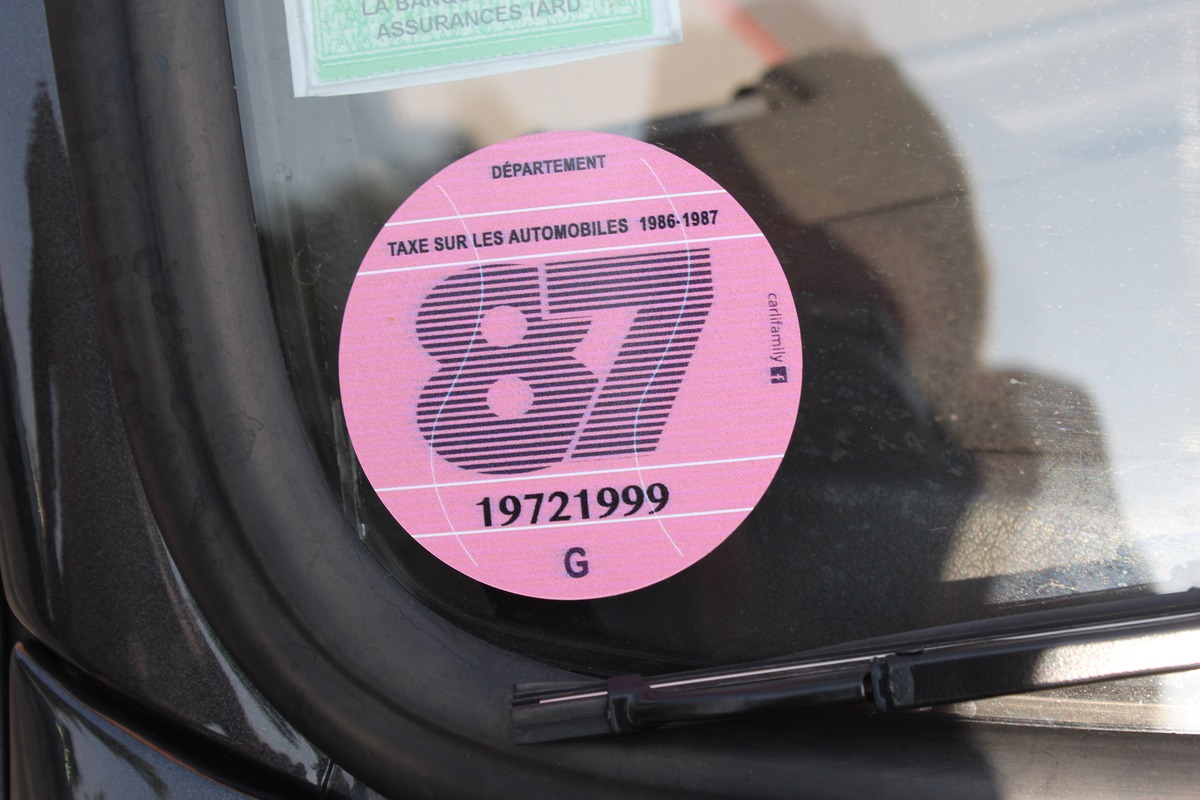 LA BANQUE
ASSURANCES IARD
DÉPARTEMENT
TAXE SUR LES AUTOMOBILES 1986-1987
87
carlifamily f
19721999
G